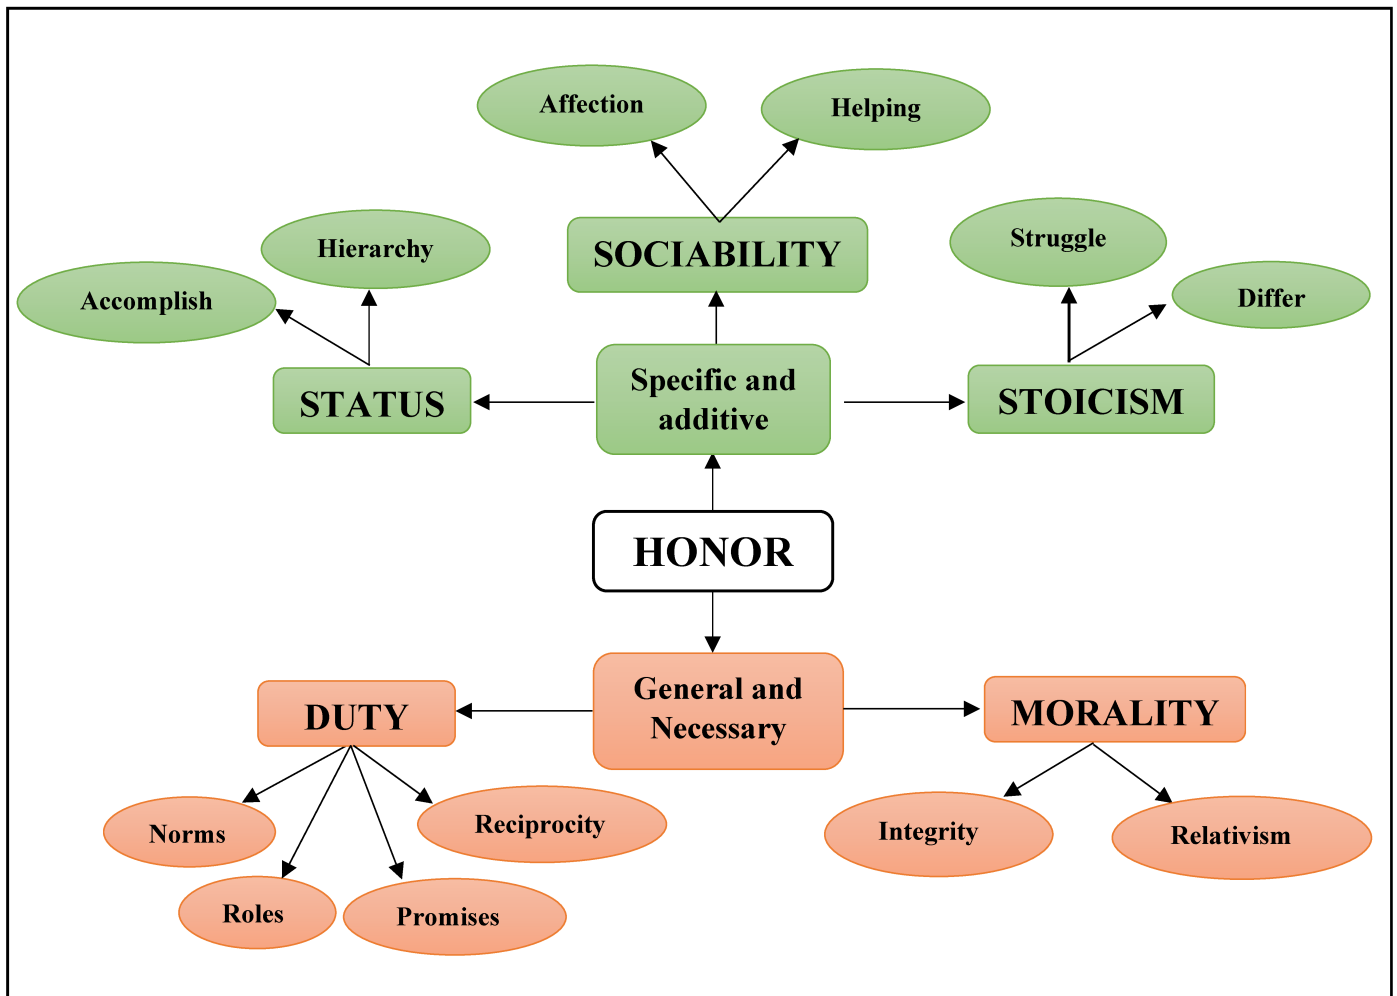 Affection
Helping
Hierarchy
Struggle
Accomplish
Differ
SOCIABILITY
STATUS
Specific and
additive
STOICISM
HONOR
General and
Necessary
DUTY
MORALITY
Norms
Reciprocity
Integrity
Relativism
Roles
Promises